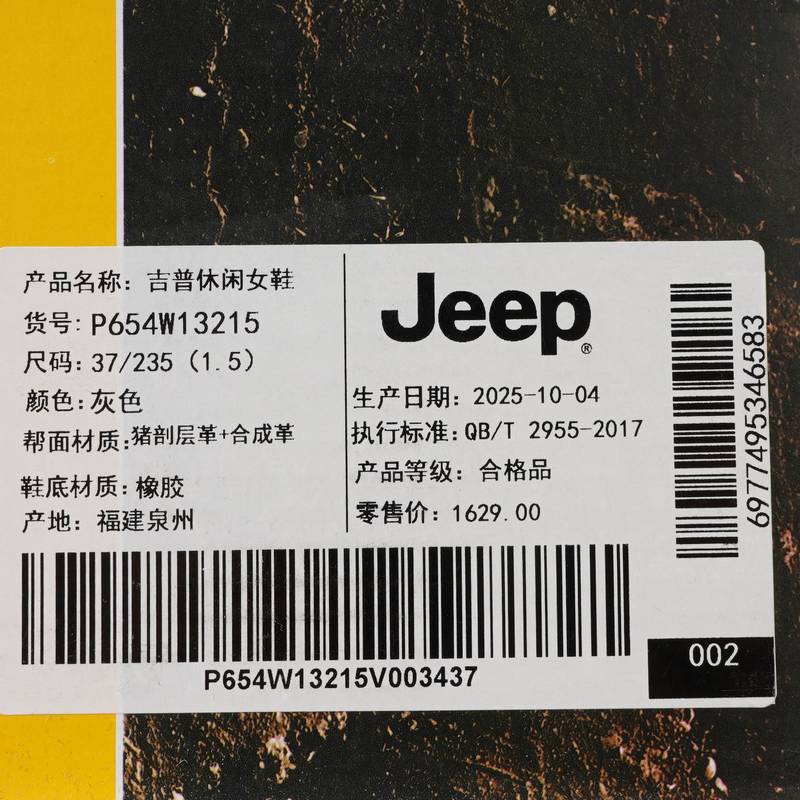 产品名称：吉普休闲女鞋
货号：P654W13215
尺码：37/235（1.5）
颜色：灰色
帮面材质：猪剖层革+合成革
鞋底材质：橡胶
产地：福建泉州
Jeep®
生产日期：2025-10-04
执行标准：QB/T 2955-2017
产品等级：合格品
零售价：1629.00
6977495346583
P654W13215V003437
002